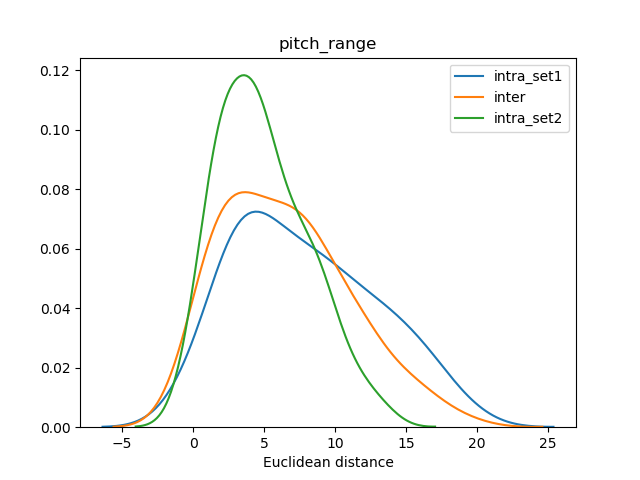 pitch_range
intra_set1
inter
intra_set2
0.12
0.10
0.08
0.06
0.04
0.02
0.00
−5
0
5
10
15
20
25
Euclidean distance